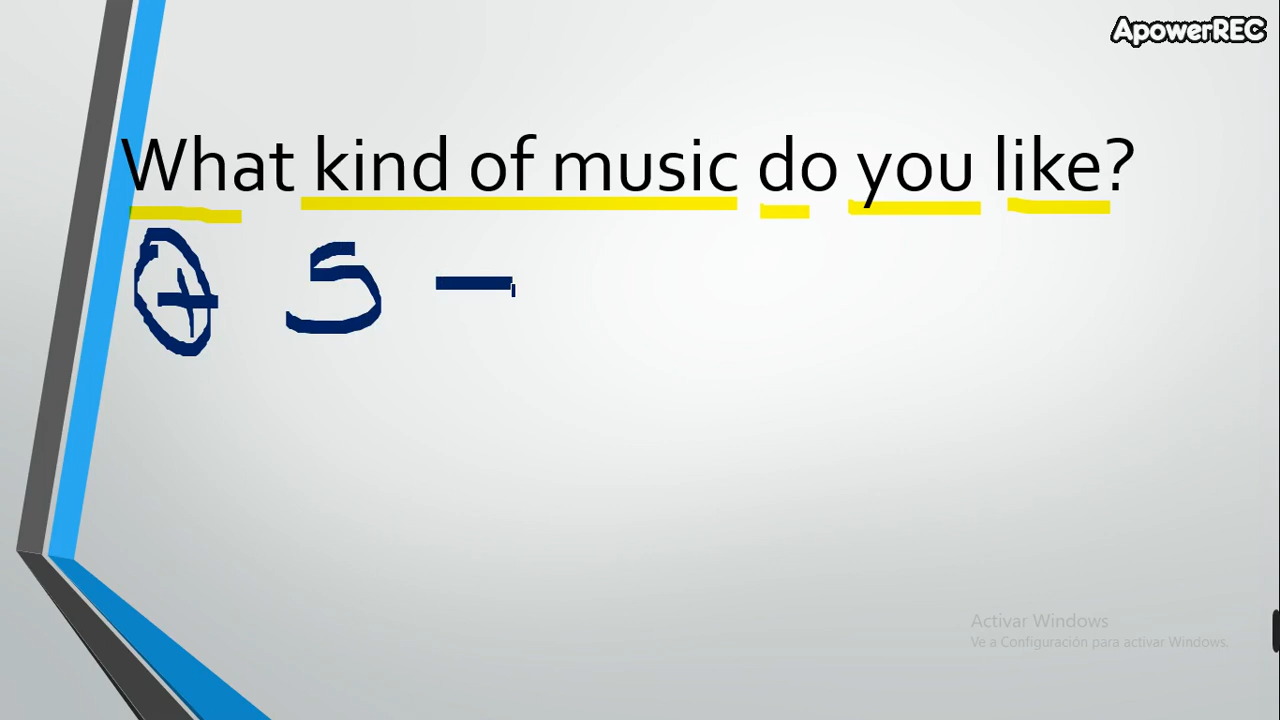 ApowerREC
What kind of music do you like?
+ S -
Activar Windows
Ve a Configuración para activar Windows.